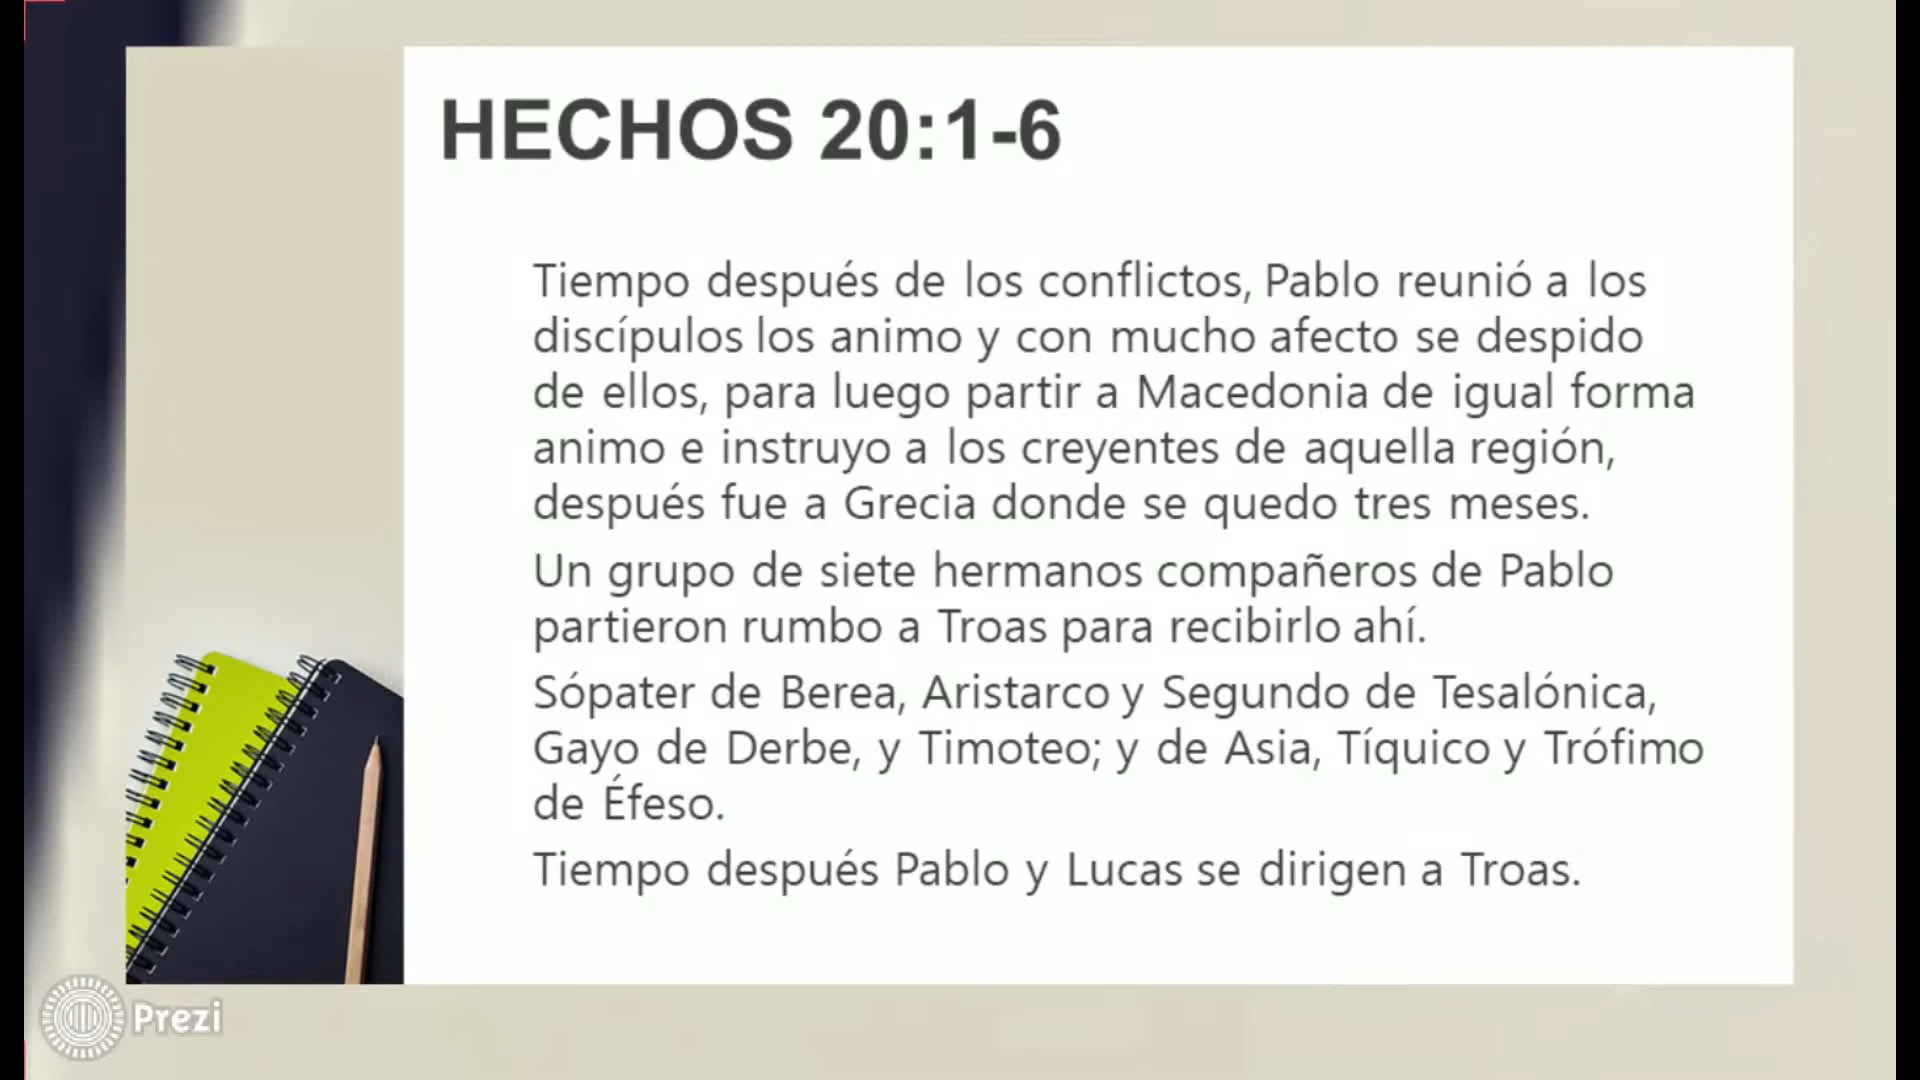 HECHOS 20:1-6
Tiempo después de los conflictos, Pablo reunió a los
discípulos los animo y con mucho afecto se despido
de ellos, para luego partir a Macedonia de igual forma
animo e instruyo a los creyentes de aquella región,
después fue a Grecia donde se quedo tres meses.
Un grupo de siete hermanos compañeros de Pablo
partieron rumbo a Troas para recibirlo ahí.
Sópater de Berea, Aristarco y Segundo de Tesalónica,
Gayo de Derbe, y Timoteo; y de Asia, Tíquico y Trófimo
de Éfeso.
Tiempo después Pablo y Lucas se dirigen a Troas.
Prezi